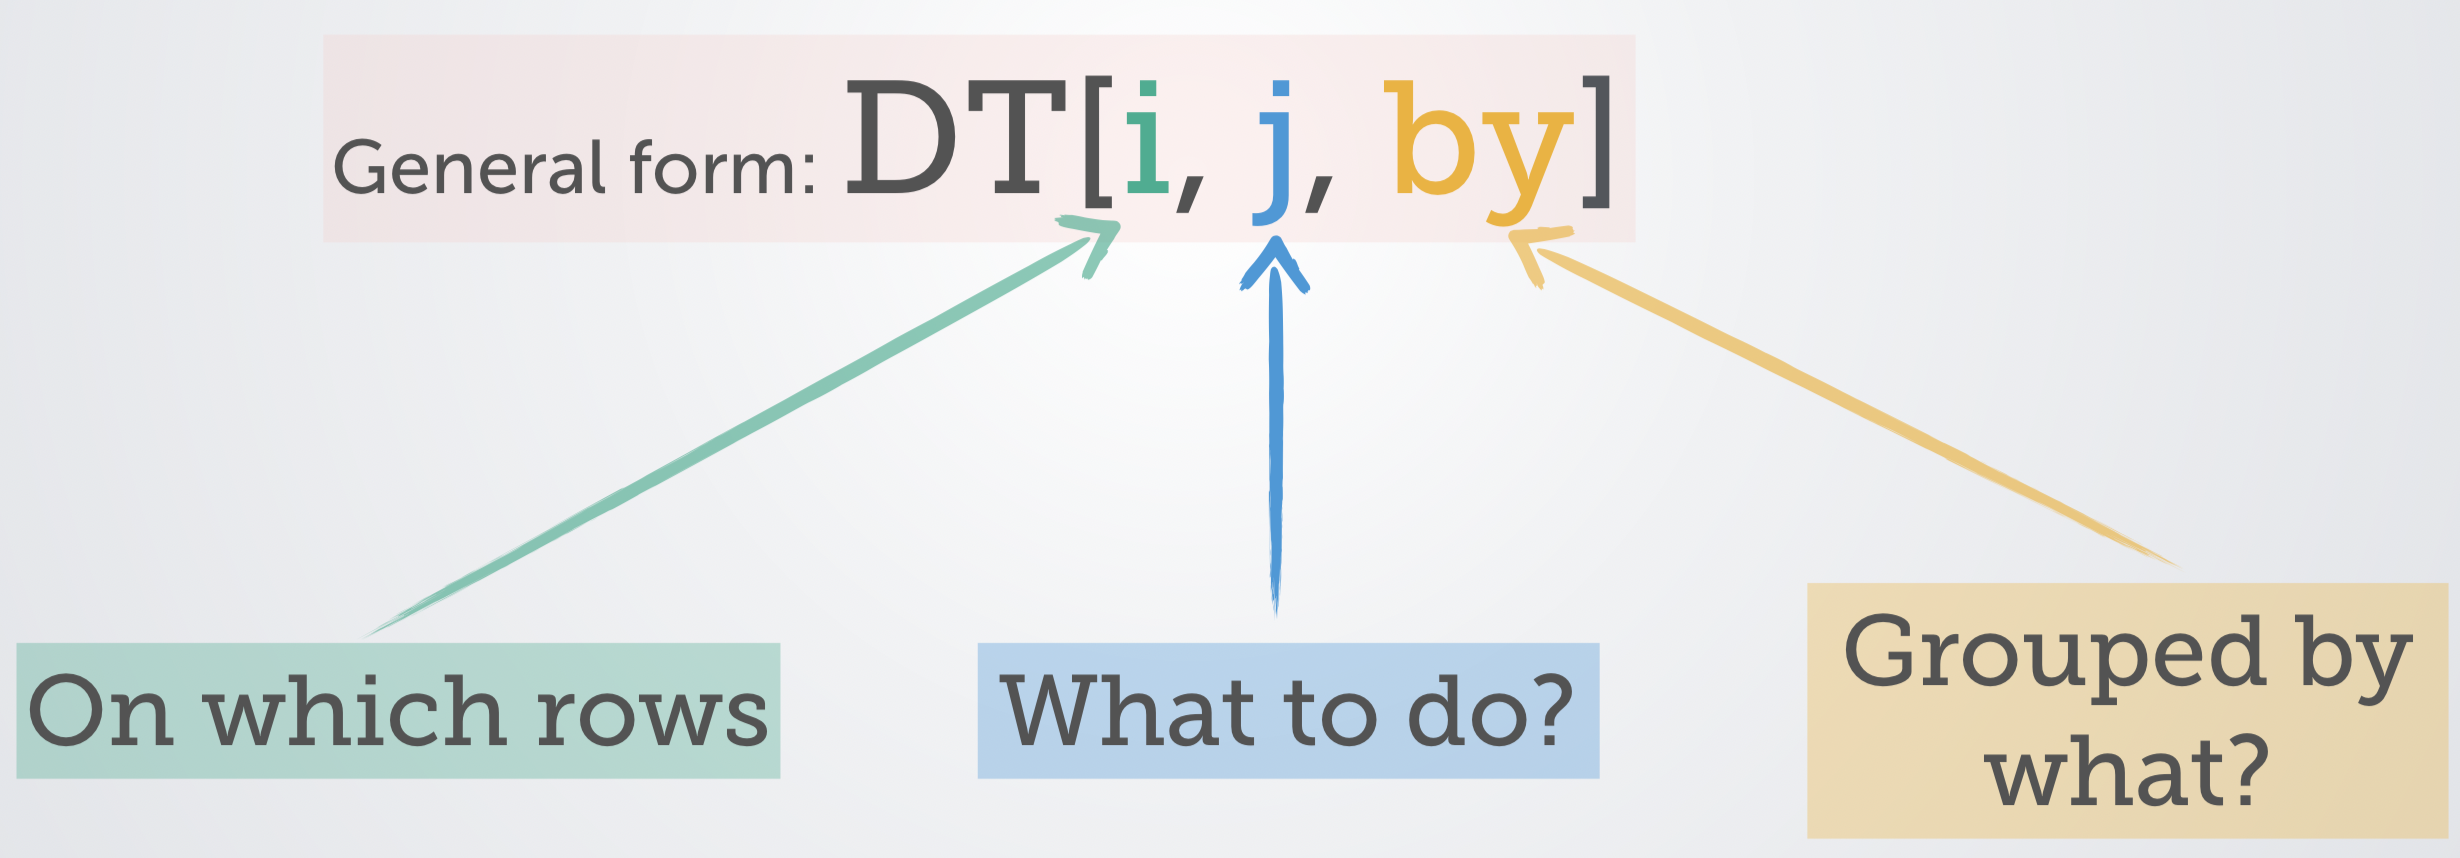 General form: DT[i, j, by]
On which rows
What to do?
Grouped by
what?